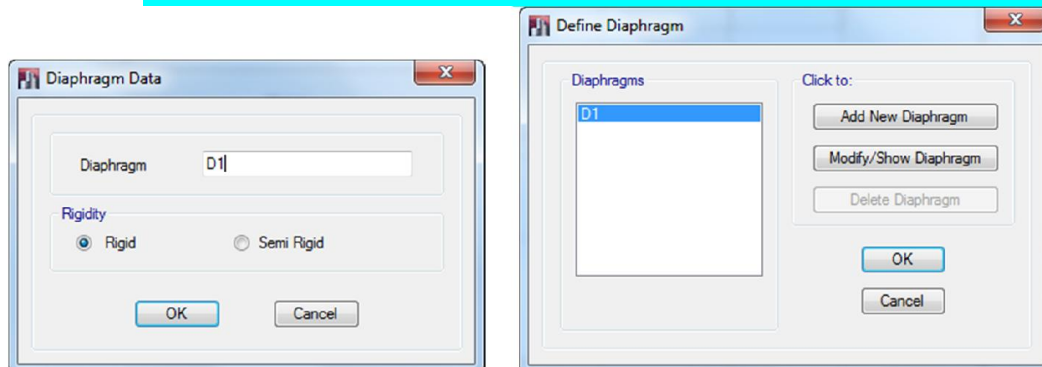 Diaphragm Data
Diaphragm D1
Rigidity
Rigid Semi Rigid
OK Cancel
Define Diaphragm
Diaphragms
D1
Click to:
Add New Diaphragm
Modify/Show Diaphragm
Delete Diaphragm
OK
Cancel